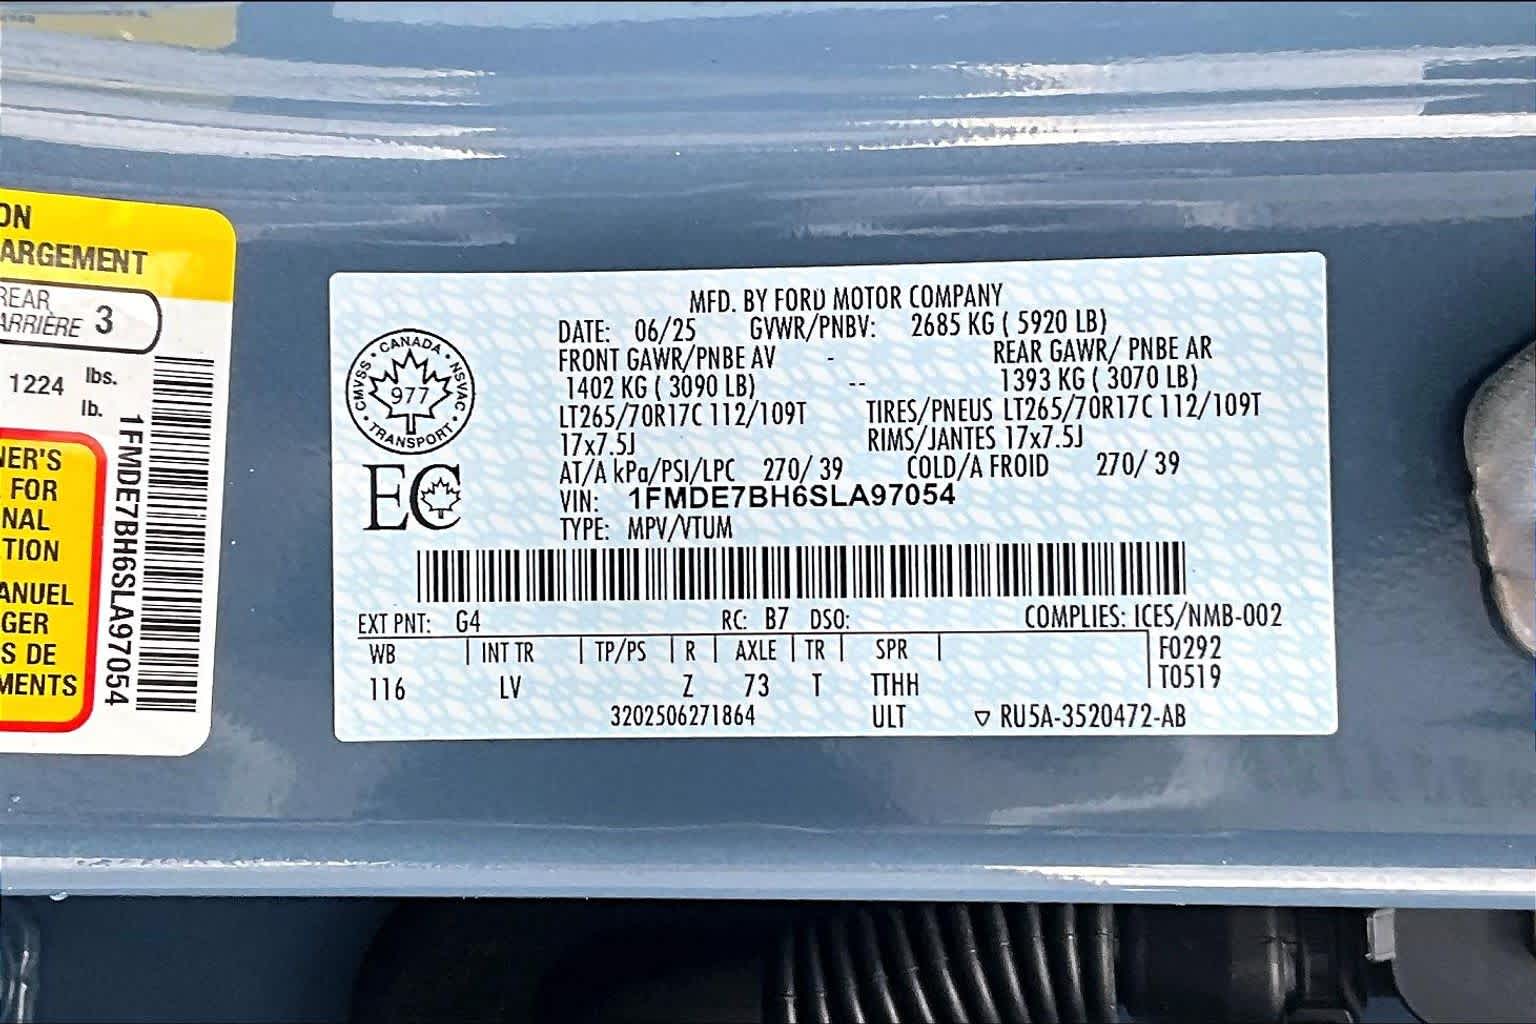 ON
ARGEMENT
REAR
ARRIÈRE 3
1224 lbs.
lb.
1FMDE7BH6SLA97054
NER'S
FOR
NAL
TION
ANUEL
GER
S DE
MENTS
MFD. BY FORD MOTOR COMPANY
DATE: 06/25 GVWR/PNBV: 2685 KG ( 5920 LB)
FRONT GAWR/PNBE AV - REAR GAWR/ PNBE AR
1402 KG ( 3090 LB) -- 1393 KG ( 3070 LB)
LT265/70R17C 112/109T TIRES/PNEUS LT265/70R17C 112/109T
17x7.5J RIMS/JANTES 17x7.5J
AT/A kPa/PSI/LPC 270/ 39 COLD/A FROID 270/ 39
VIN: 1FMDE7BH6SLA97054
TYPE: MPV/VTUM
CANADA
CMVSS • NSVAC
977
TRANSPORT
EC
EXT PNT: G4 RC: B7 DSO: COMPLIES: ICES/NMB-002
WB | INT TR | TP/PS | R | AXLE | TR | SPR | F0292
116 LV Z 73 T TTHH T0519
3202506271864 ULT ▽ RU5A-3520472-AB